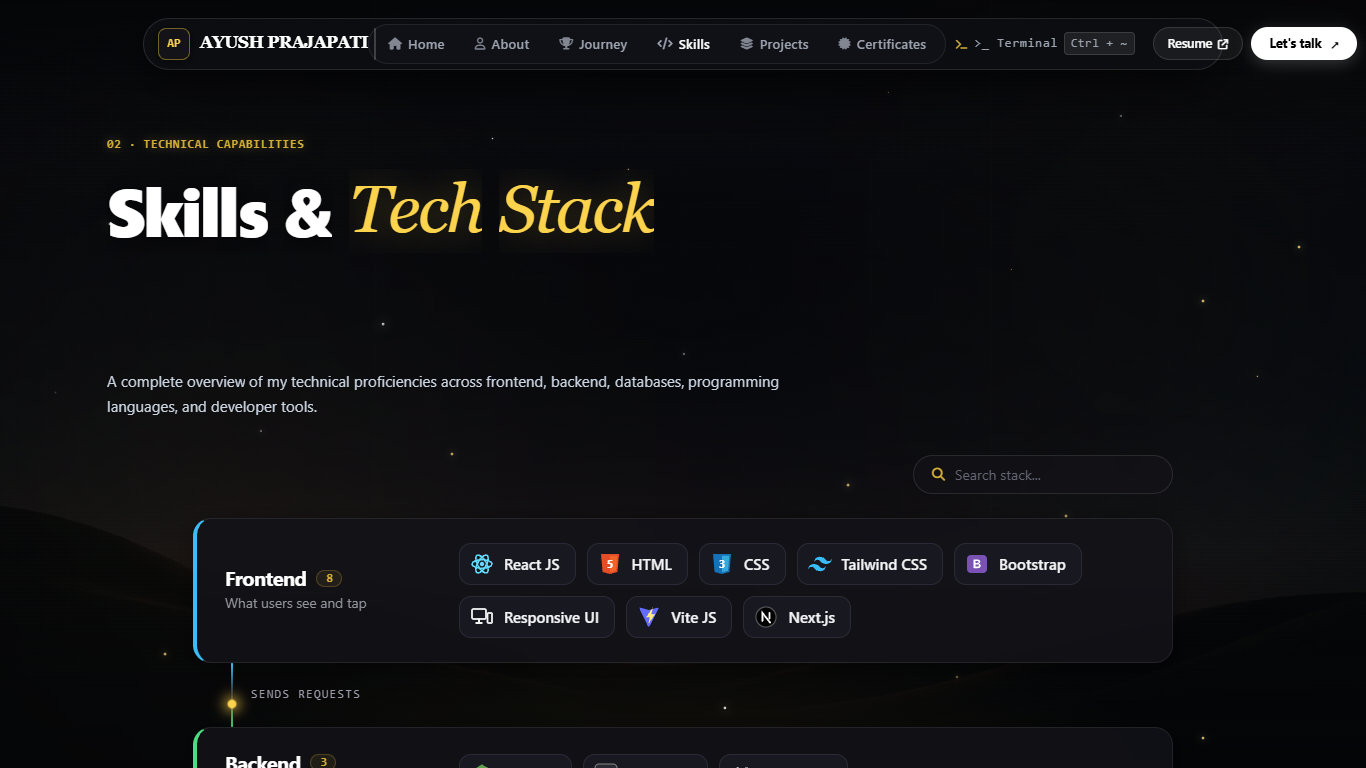 AP AYUSH PRAJAPATI Home About Journey </> Skills Projects Certificates >_ Terminal Ctrl + ~ Resume Let's talk ↗
02 · TECHNICAL CAPABILITIES
Skills & Tech Stack
A complete overview of my technical proficiencies across frontend, backend, databases, programming
languages, and developer tools.
Search stack...
React JS 5 HTML 3 CSS Tailwind CSS B Bootstrap
Frontend 8
What users see and tap
Responsive UI Vite JS N Next.js
SENDS REQUESTS
Backend 3